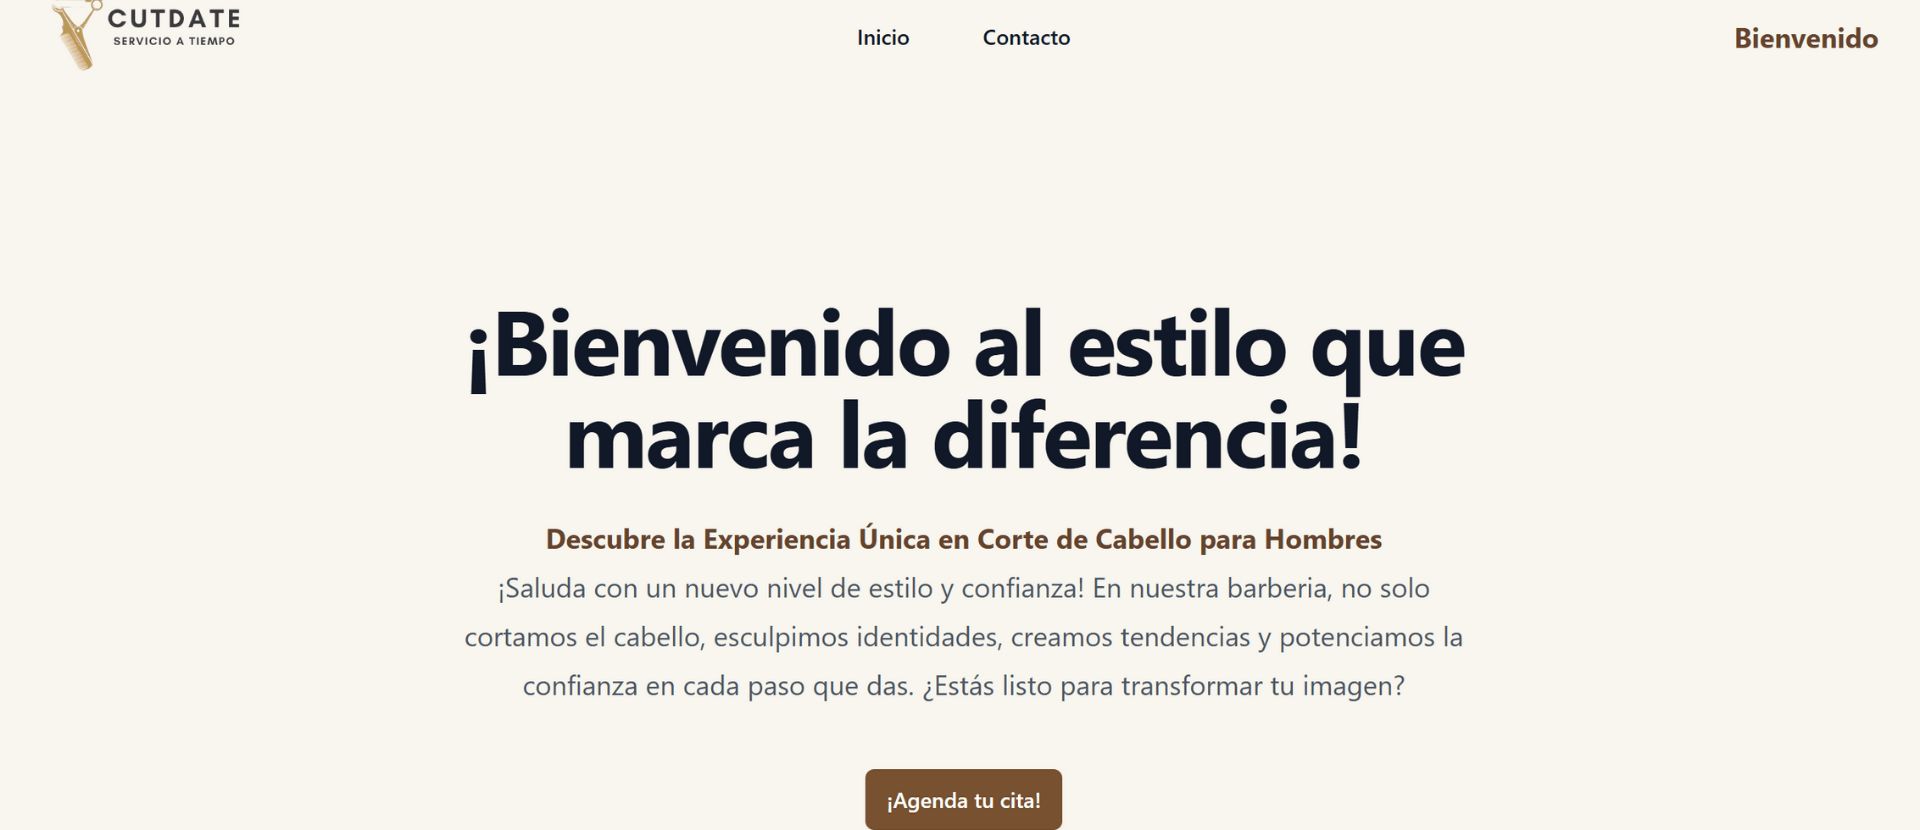 CUTDATE
SERVICIO A TIEMPO
Inicio
Contacto
Bienvenido
¡Bienvenido al estilo que
marca la diferencia!
Descubre la Experiencia Única en Corte de Cabello para Hombres
¡Saluda con un nuevo nivel de estilo y confianza! En nuestra barberia, no solo
cortamos el cabello, esculpimos identidades, creamos tendencias y potenciamos la
confianza en cada paso que das. ¿Estás listo para transformar tu imagen?
¡Agenda tu cita!